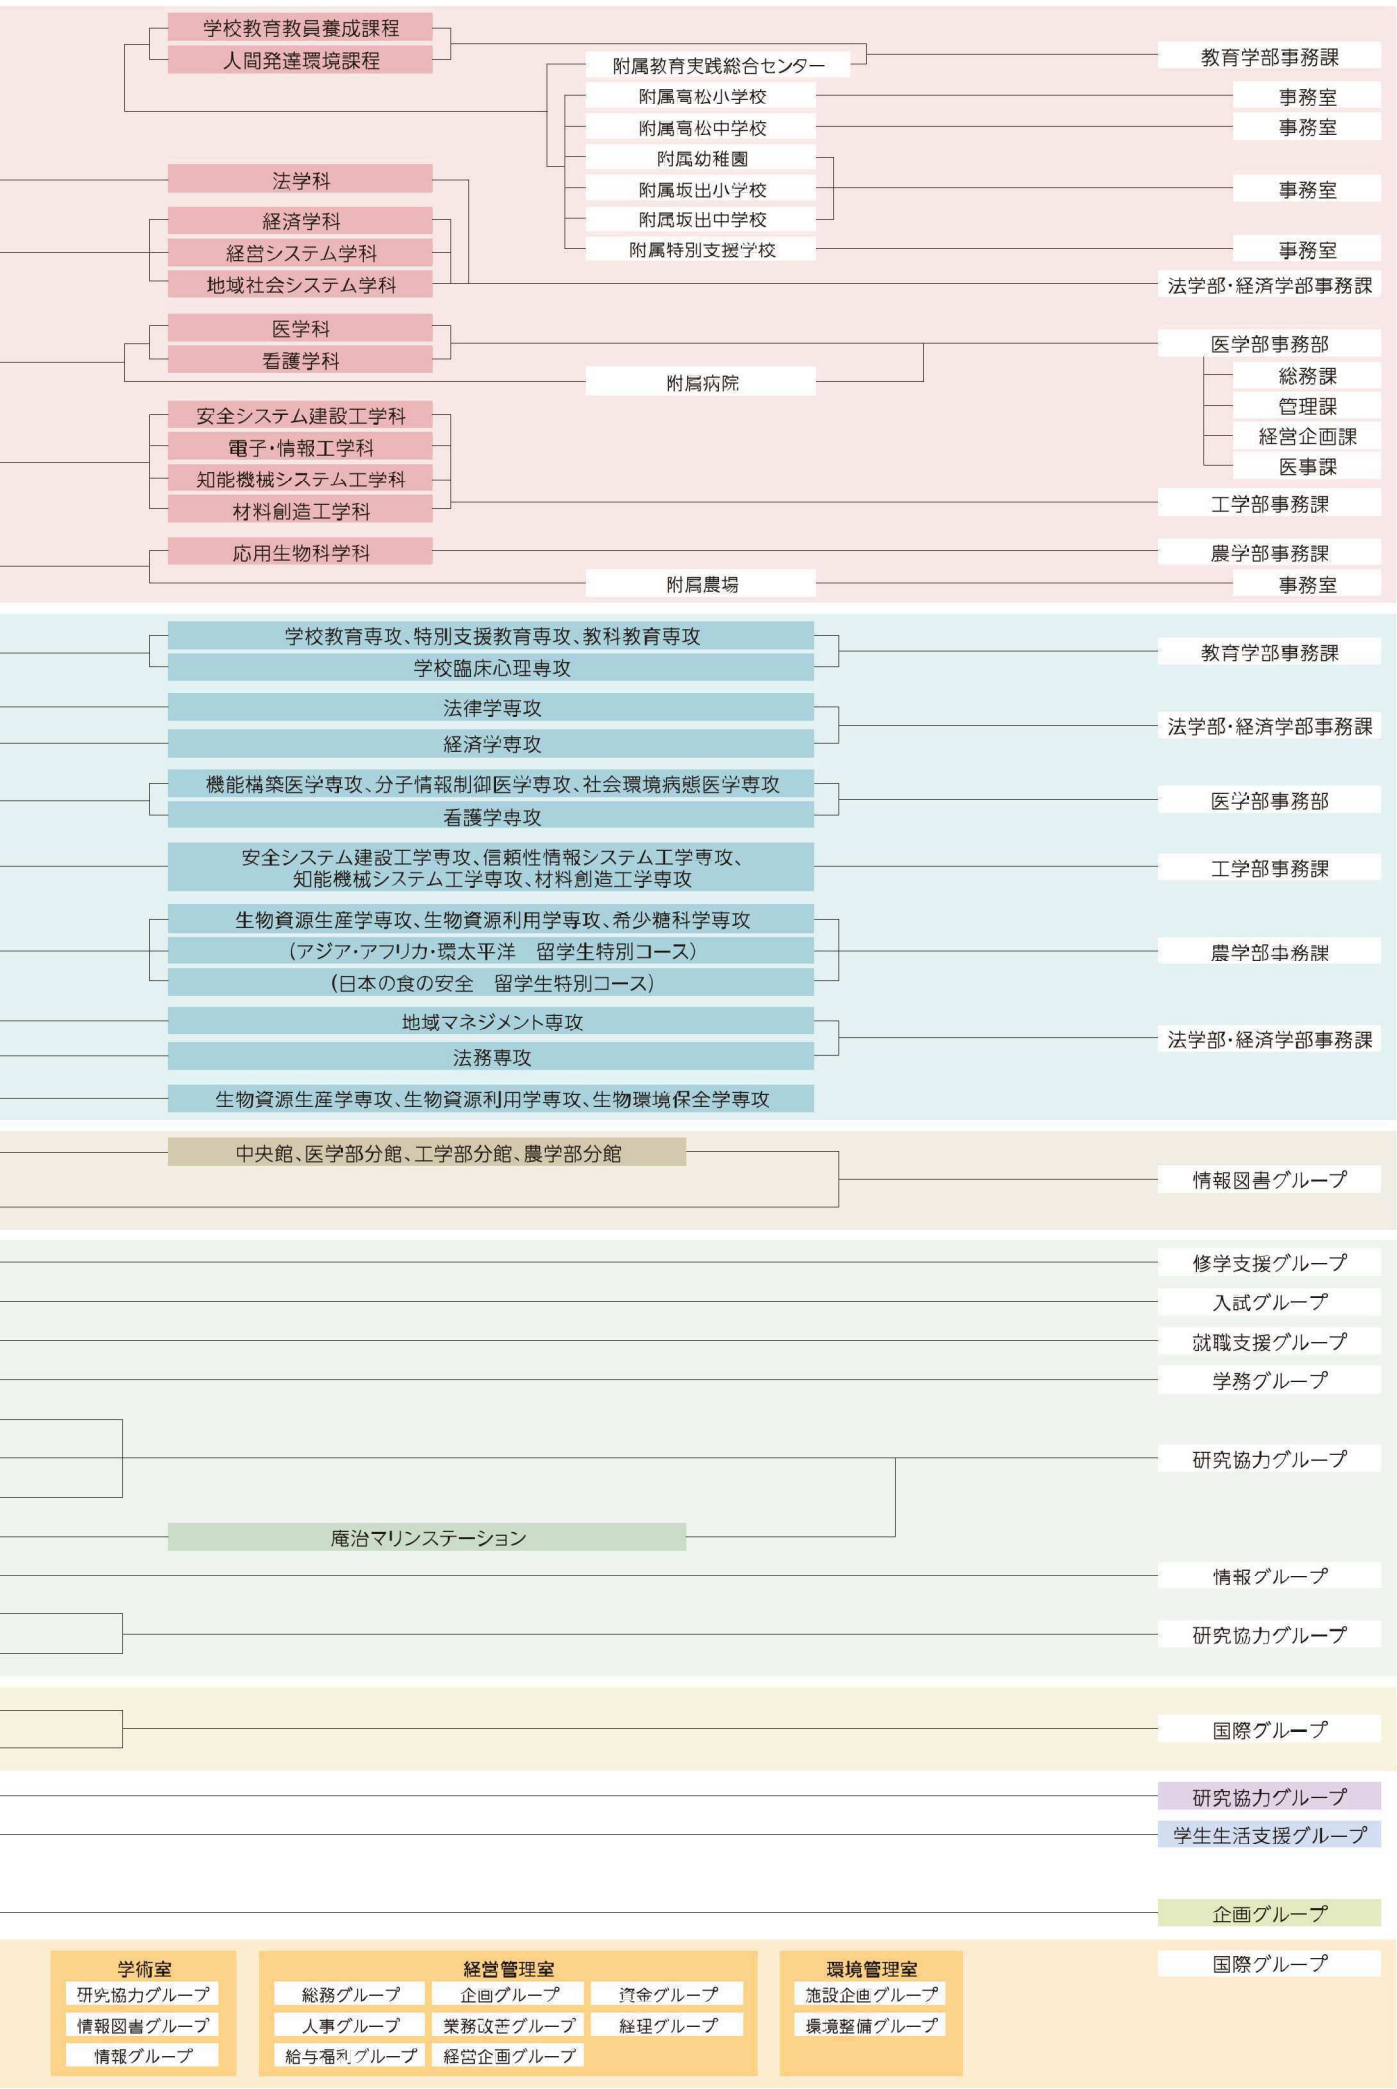 学校教育教員養成課程
人間発達環境課程
附属教育実践総合センター
教育学部事務課
附属高松小学校
事務室
附属高松中学校
事務室
附属幼稚園
法学科
附属坂出小学校
事務室
経済学科
附属坂出中学校
経営システム学科
附属特別支援学校
事務室
地域社会システム学科
法学部・経済学部事務課
医学科
医学部事務部
看護学科
附属病院
総務課
管理課
経営企画課
医事課
安全システム建設工学科
電子・情報工学科
知能機械システム工学科
材料創造工学科
工学部事務課
応用生物科学科
農学部事務課
附属農場
事務室
学校教育専攻、特別支援教育専攻、教科教育専攻
学校臨床心理専攻
教育学部事務課
法律学専攻
経済学専攻
法学部・経済学部事務課
機能構築医学専攻、分子情報制御医学専攻、社会環境病態医学専攻
看護学専攻
医学部事務部
安全システム建設工学専攻、信頼性情報システム工学専攻、
知能機械システム工学専攻、材料創造工学専攻
工学部事務課
生物資源生産学専攻、生物資源利用学専攻、希少糖科学専攻
(アジア・アフリカ・環太平洋　留学生特別コース)
(日本の食の安全　留学生特別コース)
農学部事務課
地域マネジメント専攻
法務専攻
法学部・経済学部事務課
生物資源生産学専攻、生物資源利用学専攻、生物環境保全学専攻
中央館、医学部分館、工学部分館、農学部分館
情報図書グループ
修学支援グループ
入試グループ
就職支援グループ
学務グループ
研究協力グループ
庵治マリンステーション
情報グループ
研究協力グループ
国際グループ
研究協力グループ
学生生活支援グループ
企画グループ
学術室
研究協力グループ
情報図書グループ
情報グループ
経営管理室
総務グループ
企画グループ
資金グループ
人事グループ
業務改善グループ
経理グループ
給与福利グループ
経営企画グループ
環境管理室
施設企画グループ
環境整備グループ
国際グループ